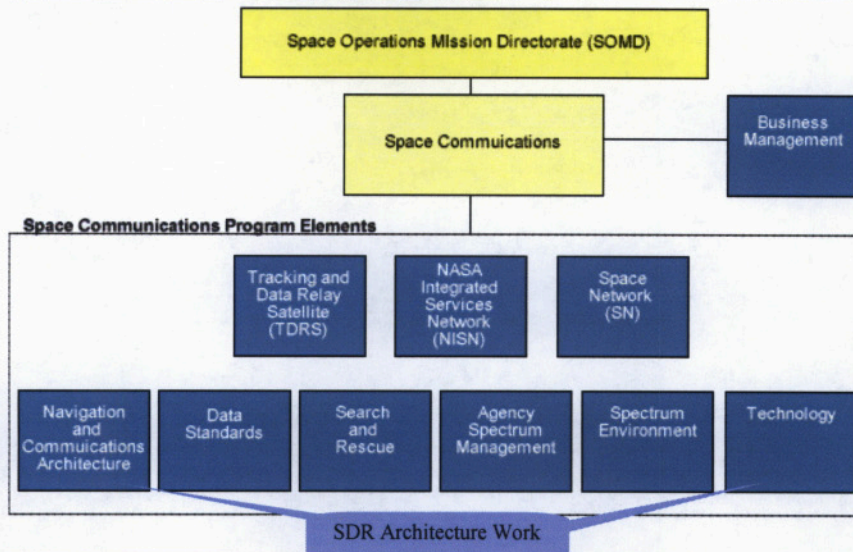 Space Operations MIssion Directorate (SOMD)
Space Commuications
Business
Management
Space Communications Program Elements
Tracking and
Data Relay
Satellite
(TDRS)
NASA
Integrated
Services
Network
(NISN)
Space
Network
(SN)
Navigation
and
Commuications
Architecture
Data
Standards
Search
and
Rescue
Agency
Spectrum
Management
Spectrum
Environment
Technology
SDR Architecture Work